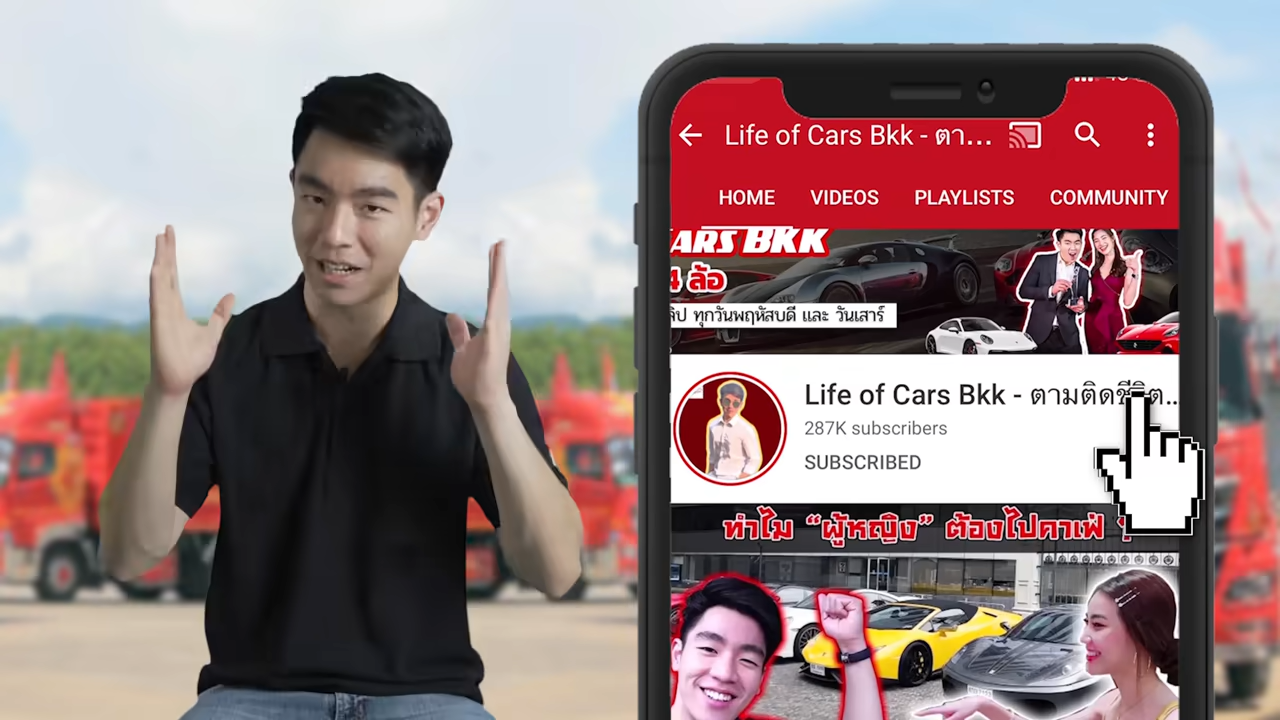 Life of Cars Bkk - ตา...
HOME VIDEOS PLAYLISTS COMMUNITY
ARS BKK
4 ล้อ
ลิป ทุกวันพฤหัสบดี และ วันเสาร์
Life of Cars Bkk - ตามติดชีวิต...
287K subscribers
SUBSCRIBED
ทำไม “ผู้หญิง” ต้องไปคาเฟ่ ?